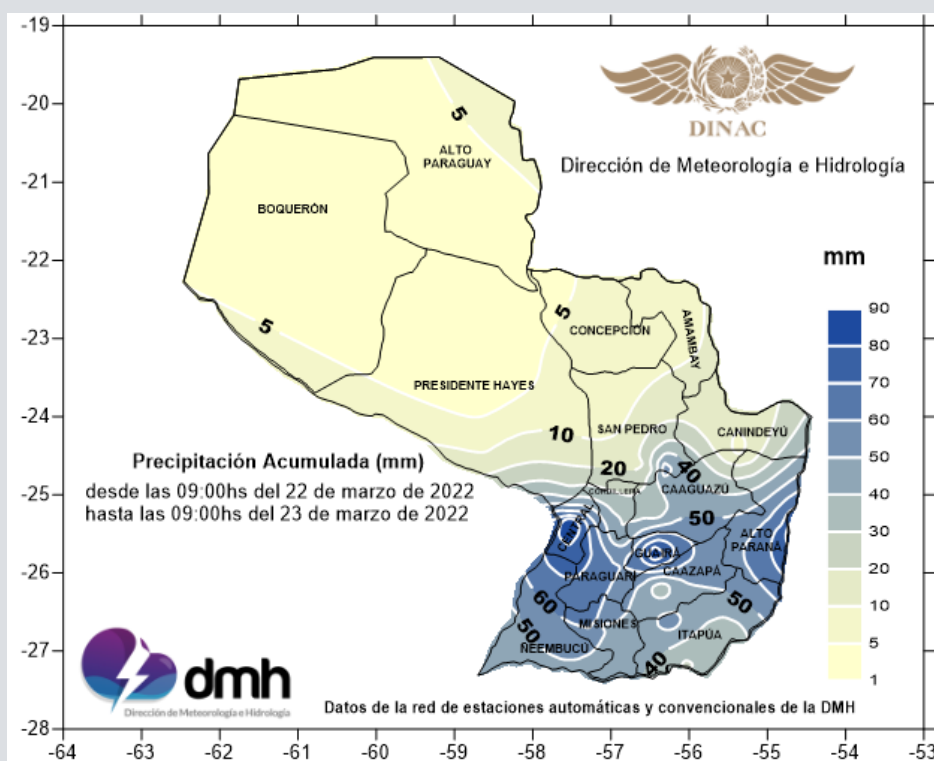 -19
-20
-21
-22
-23
-24
-25
-26
-27
-28
-64
-63
-62
-61
-60
-59
-58
-57
-56
-55
-54
-53
DINAC
Dirección de Meteorología e Hidrología
5
ALTO
PARAGUAY
BOQUERÓN
5
5
CONCEPCIÓN
AMAMBAY
PRESIDENTE HAYES
10
SAN PEDRO
CANINDEYÚ
20
40
CORDILLERA
CAAGUAZÚ
50
CENTRAL
GUAIRÁ
ALTO
PARANÁ
PARAGUARÍ
CAAZAPÁ
60
50
50
MISIONES
ITAPÚA
ÑEEMBUCÚ
40
mm
90
80
70
60
50
40
30
20
10
5
1
Precipitación Acumulada (mm)
desde las 09:00hs del 22 de marzo de 2022
hasta las 09:00hs del 23 de marzo de 2022
dmh
Dirección de Meteorología e Hidrología
Datos de la red de estaciones automáticas y convencionales de la DMH